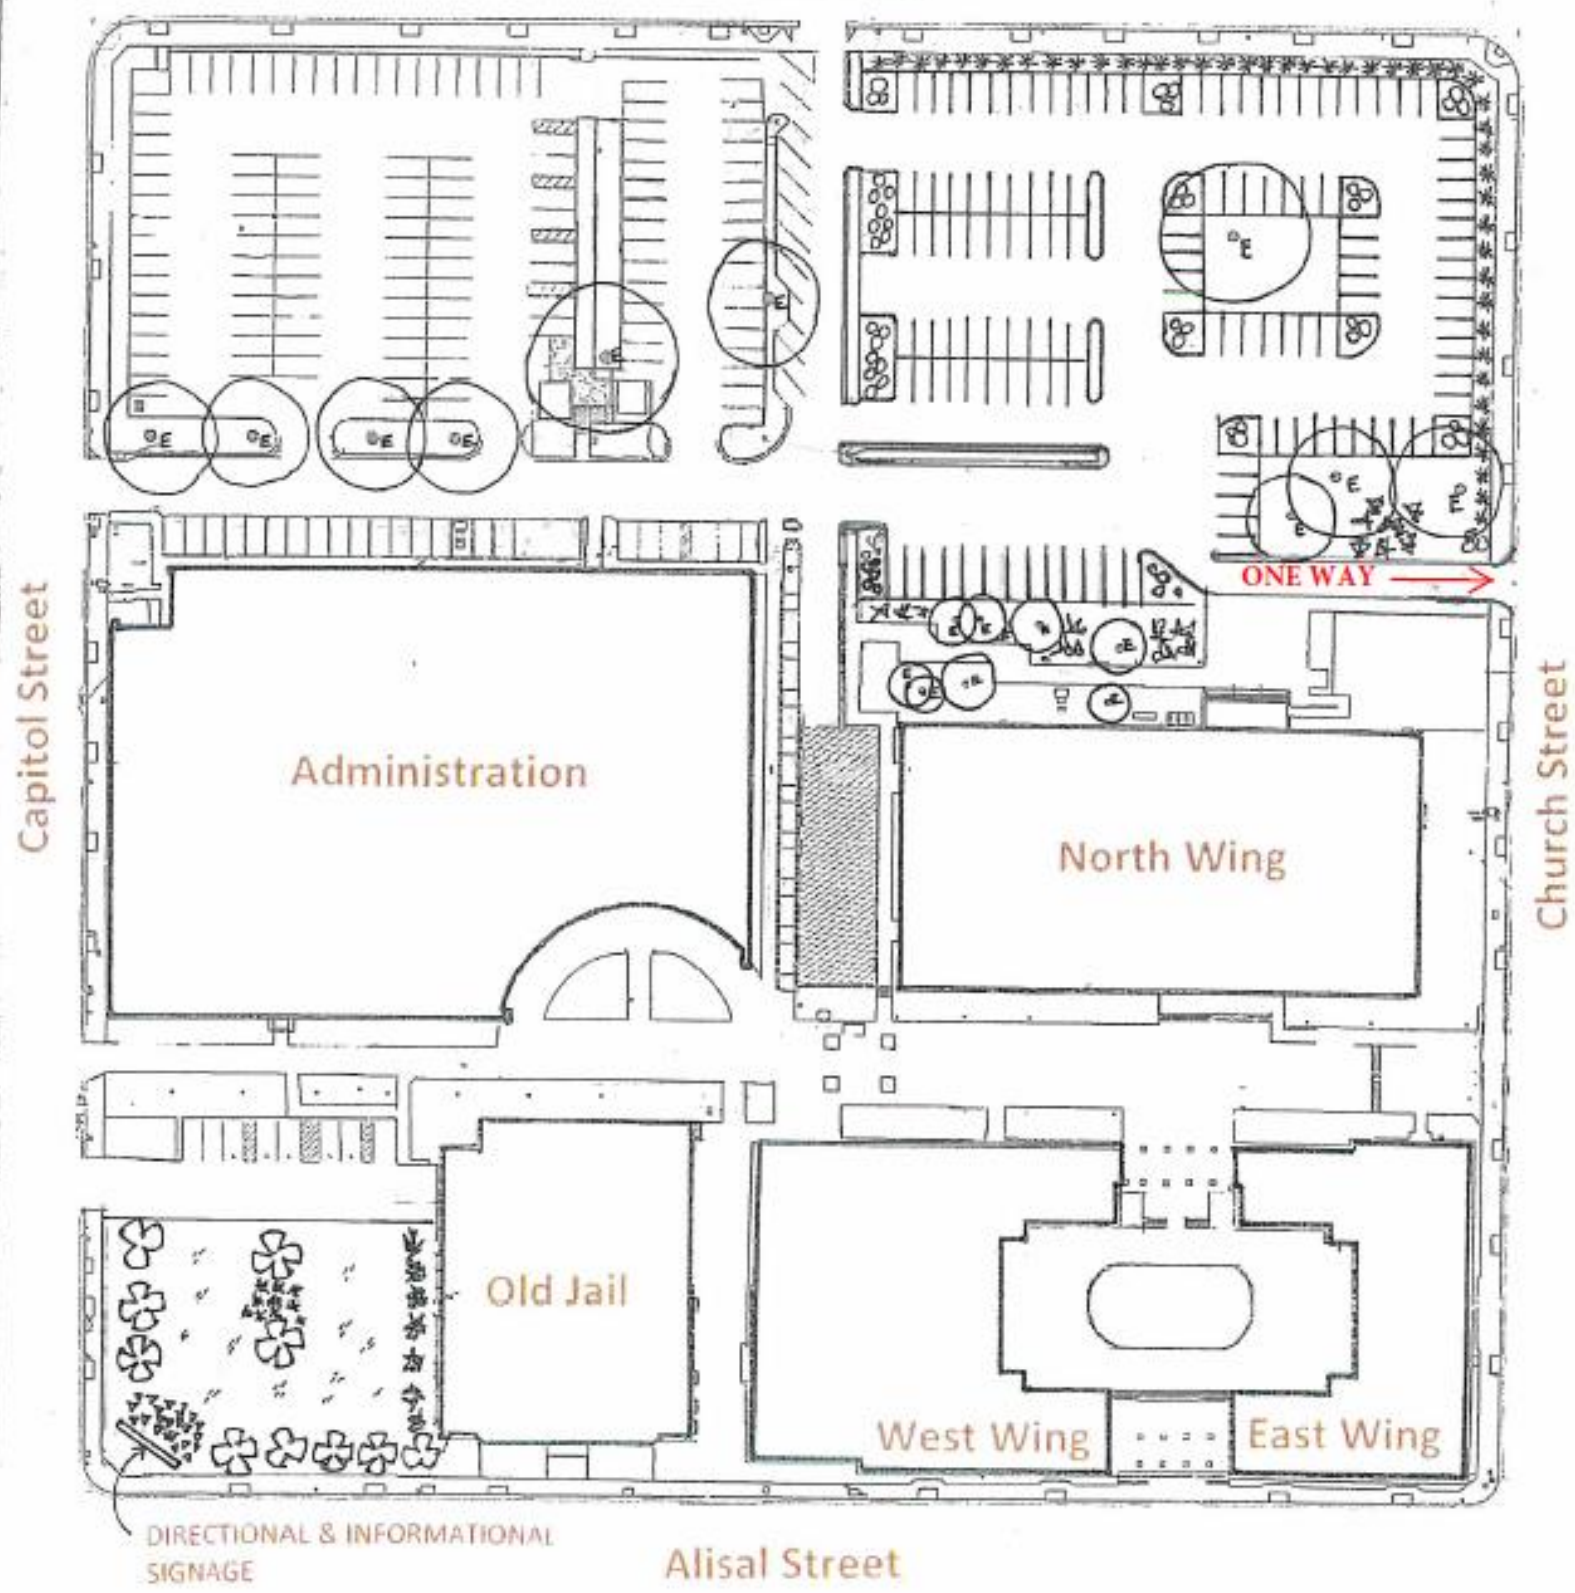 ONE WAY
Capitol Street
Church Street
Administration
North Wing
Old Jail
West Wing
East Wing
DIRECTIONAL & INFORMATIONAL
SIGNAGE
Alisal Street
E
E
E
E
E
E
E
E
E
E